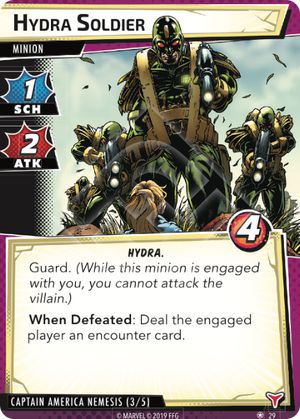 HYDRA SOLDIER
MINION
1
SCH
2
ATK
4
HYDRA.
Guard. (While this minion is engaged
with you, you cannot attack the
villain.)
When Defeated: Deal the engaged
player an encounter card.
CAPTAIN AMERICA NEMESIS (3/5)
© MARVEL © 2019 FFG
29